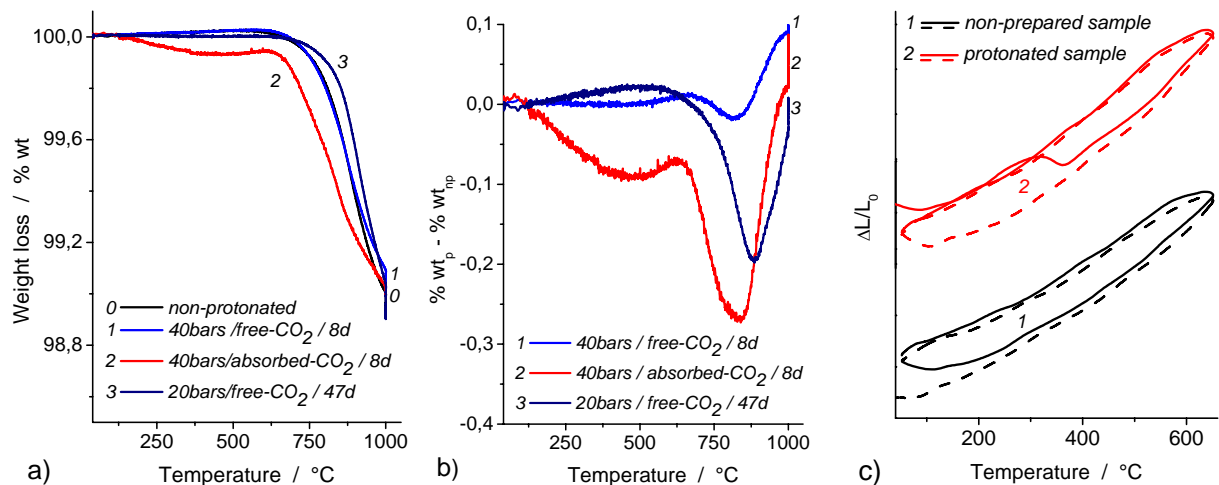 100,0
99,6
99,2
98,8
Weight loss / % wt
3
2
1
0
0 non-protonated
1 40bars /free-CO2 / 8d
2 40bars/absorbed-CO2 / 8d
3 20bars/free-CO2 / 47d
250 500 750 1000
Temperature / °C
a)
0,1
0,0
-0,1
-0,2
-0,3
-0,4
% wtp - % wtnp
1
2
3
1 40bars / free-CO2 / 8d
2 40bars / absorbed-CO2 / 8d
3 20bars / free-CO2 / 47d
250 500 750 1000
Temperature / °C
b)
1 non-prepared sample
2 protonated sample
ΔL/L0
2
1
200 400 600
Temperature / °C
c)